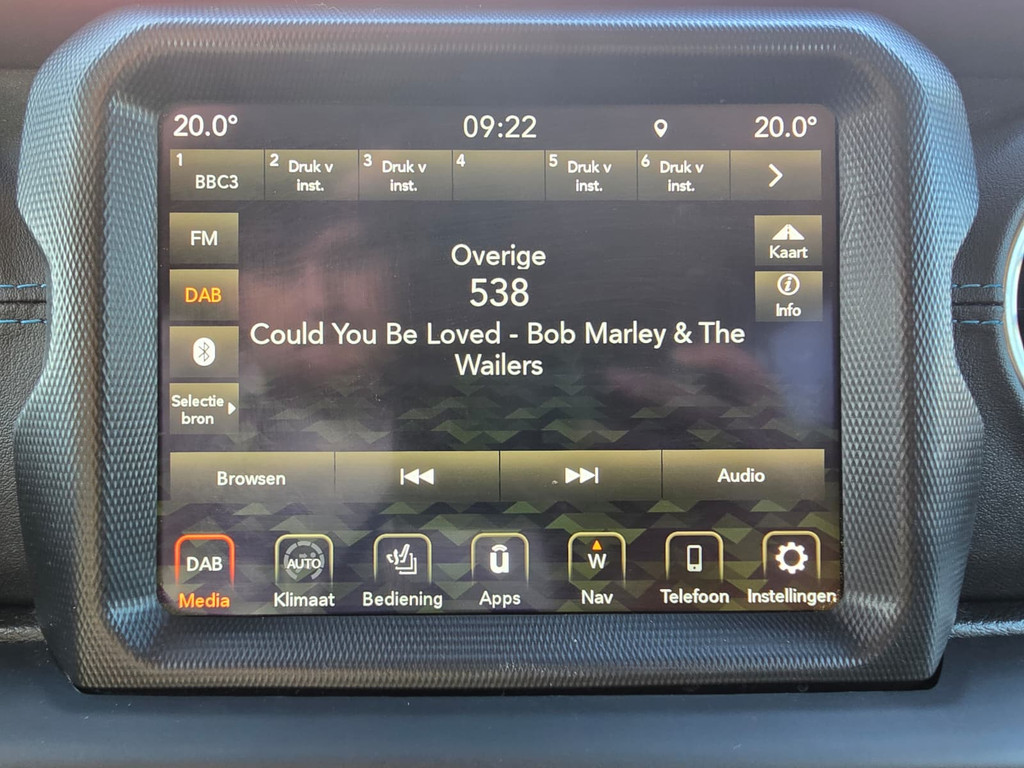 20.0° 09:22 20.0°
1 2 Druk v 3 Druk v 4 5 Druk v 6 Druk v
BBC3 inst. inst. inst. inst.
FM
DAB
Selectie
bron
Overige
538
Could You Be Loved - Bob Marley & The
Wailers
Kaart
Info
Browsen Audio
DAB AUTO ū W
Media Klimaat Bediening Apps Nav Telefoon Instellingen